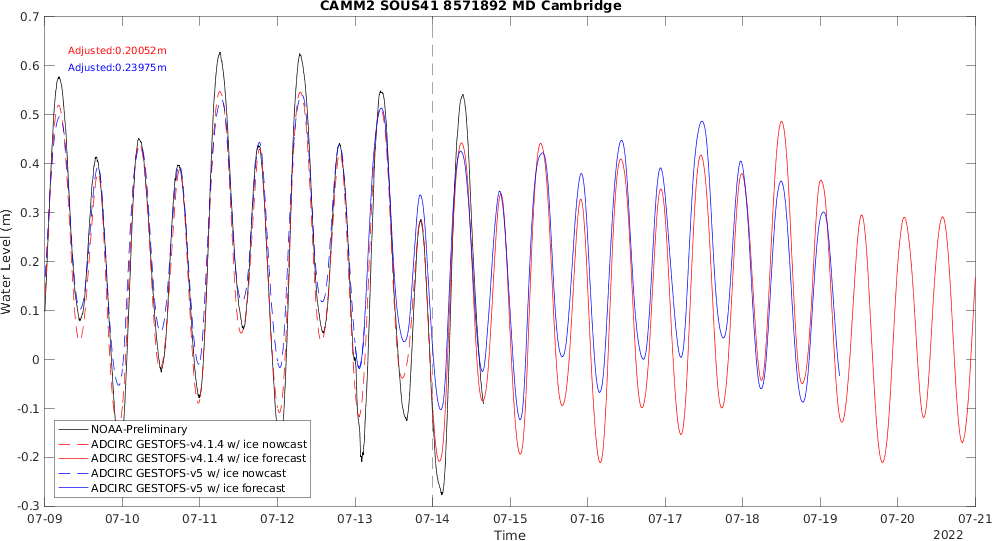 CAMM2 SOUS41 8571892 MD Cambridge
0.7
0.6
0.5
0.4
0.3
0.2
0.1
0
-0.1
-0.2
-0.3
Water Level (m)
Adjusted:0.20052m
Adjusted:0.23975m
NOAA-Preliminary
ADCIRC GESTOFS-v4.1.4 w/ ice nowcast
ADCIRC GESTOFS-v4.1.4 w/ ice forecast
ADCIRC GESTOFS-v5 w/ ice nowcast
ADCIRC GESTOFS-v5 w/ ice forecast
07-09 07-10 07-11 07-12 07-13 07-14 07-15 07-16 07-17 07-18 07-19 07-20 07-21
Time
2022